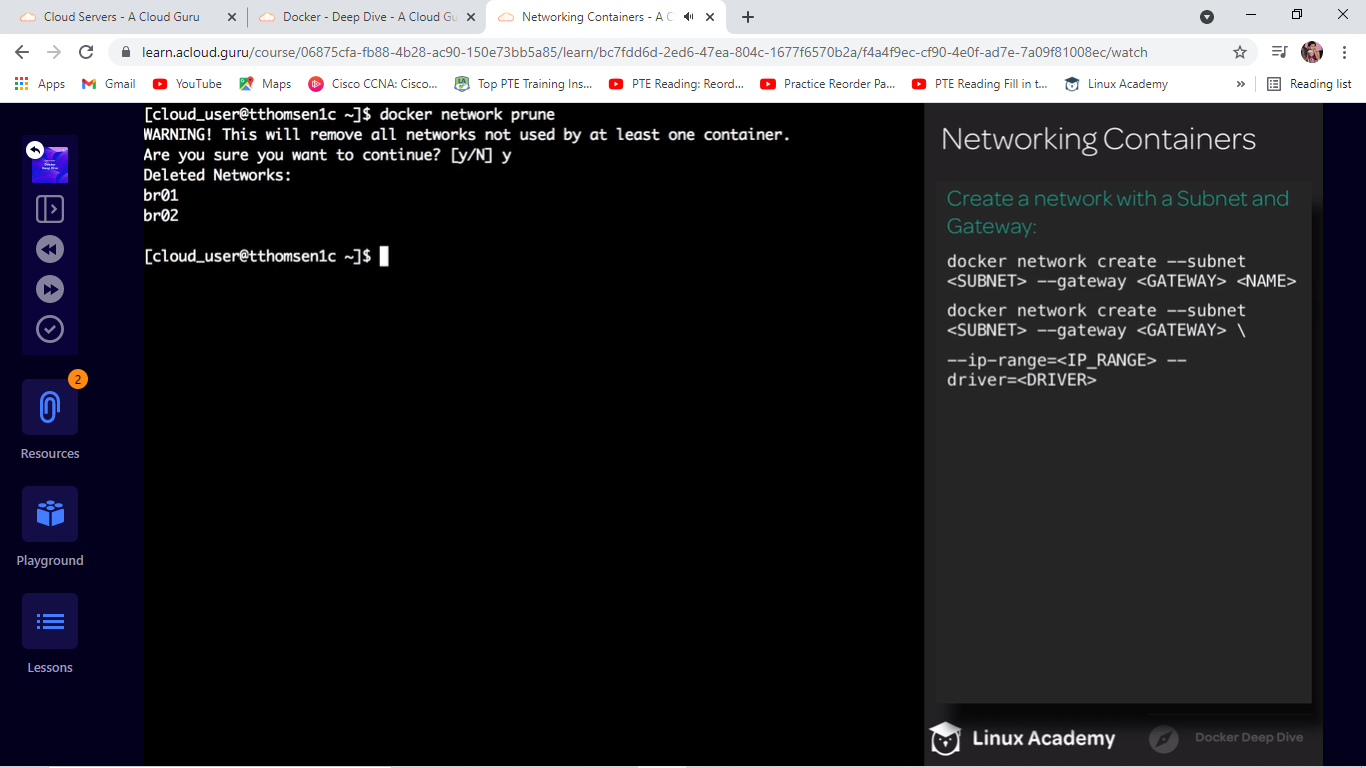 Cloud Servers - A Cloud Guru
Docker - Deep Dive - A Cloud Gu
Networking Containers - A C
learn.acloud.guru/course/06875cfa-fb88-4b28-ac90-150e73bb5a85/learn/bc7fdd6d-2ed6-47ea-804c-1677f6570b2a/f4a4f9ec-cf90-4e0f-ad7e-7a09f81008ec/watch
Apps
Gmail
YouTube
Maps
Cisco CCNA: Cisco...
Top PTE Training Ins...
PTE Reading: Reord...
Practice Reorder Pa...
PTE Reading Fill in t...
Linux Academy
»
Reading list
[cloud_user@tthomsen1c ~]$ docker network prune
WARNING! This will remove all networks not used by at least one container.
Are you sure you want to continue? [y/N] y
Deleted Networks:
br01
br02
[cloud_user@tthomsen1c ~]$
2
Resources
Playground
Lessons
Networking Containers
Create a network with a Subnet and
Gateway:
docker network create --subnet
<SUBNET> --gateway <GATEWAY> <NAME>
docker network create --subnet
<SUBNET> --gateway <GATEWAY> \
--ip-range=<IP_RANGE> --
driver=<DRIVER>
Linux Academy
Docker Deep Dive